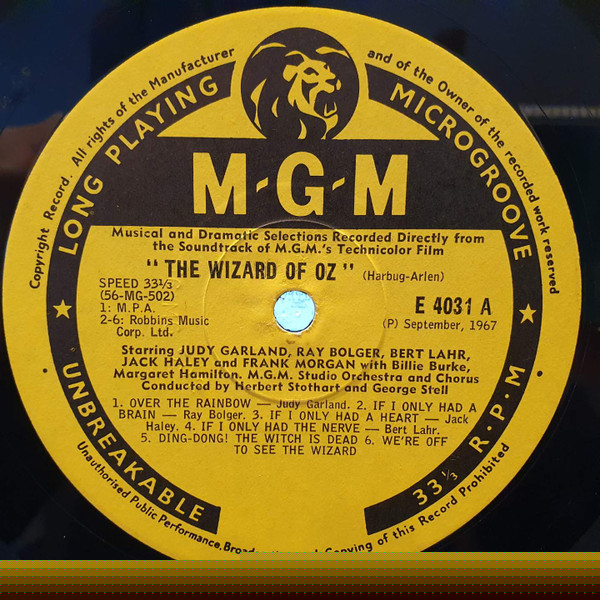 Copyright Record. All rights of the Manufacturer and of the Owner of the recorded work reserved
LONG PLAYING MICROGROOVE
M-G-M
Musical and Dramatic Selections Recorded Directly from
the Soundtrack of M.G.M.'s Technicolor Film
"THE WIZARD OF OZ" (Harbug-Arlen)
SPEED 33⅓
(56-MG-502)
1: M.P.A.
2-6: Robbins Music
Corp. Ltd.
E 4031 A
(P) September, 1967
Starring JUDY GARLAND, RAY BOLGER, BERT LAHR,
JACK HALEY and FRANK MORGAN with Billie Burke,
Margaret Hamilton. M.G.M. Studio Orchestra and Chorus
Conducted by Herbert Stothart and George Stell
1. OVER THE RAINBOW — Judy Garland. 2. IF I ONLY HAD A
BRAIN — Ray Bolger. 3. IF I ONLY HAD A HEART — Jack
Haley. 4. IF I ONLY HAD THE NERVE — Bert Lahr.
5. DING-DONG! THE WITCH IS DEAD 6. WE'RE OFF
TO SEE THE WIZARD
UNBREAKABLE
33⅓ R.P.M
Unauthorised Public Performance, Copying of this Record Prohibited